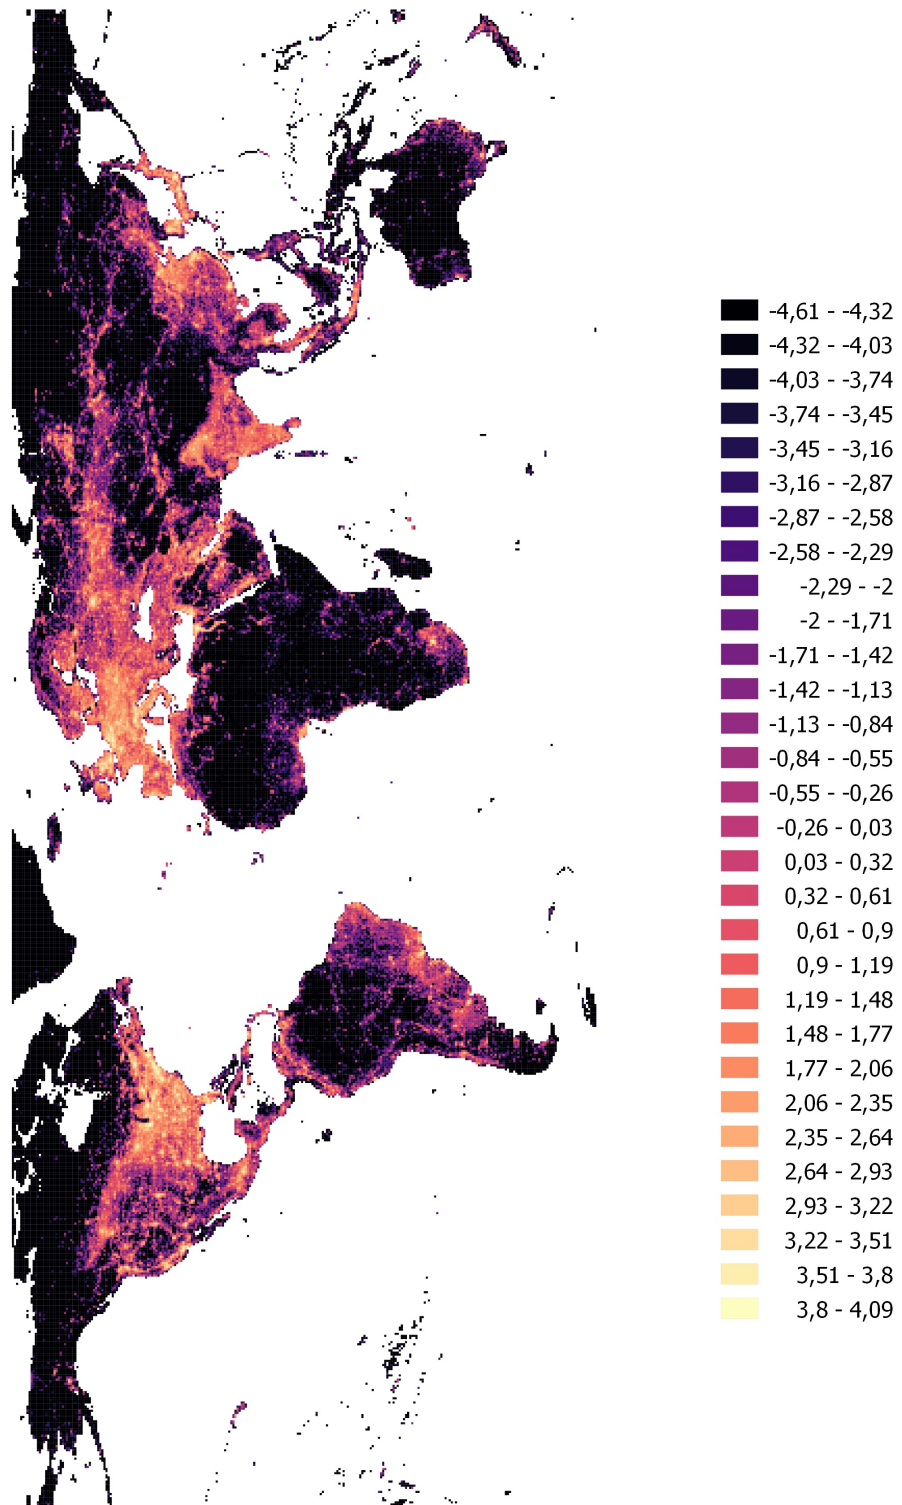 -4,61 - -4,32
-4,32 - -4,03
-4,03 - -3,74
-3,74 - -3,45
-3,45 - -3,16
-3,16 - -2,87
-2,87 - -2,58
-2,58 - -2,29
-2,29 - -2
-2 - -1,71
-1,71 - -1,42
-1,42 - -1,13
-1,13 - -0,84
-0,84 - -0,55
-0,55 - -0,26
-0,26 - 0,03
0,03 - 0,32
0,32 - 0,61
0,61 - 0,9
0,9 - 1,19
1,19 - 1,48
1,48 - 1,77
1,77 - 2,06
2,06 - 2,35
2,35 - 2,64
2,64 - 2,93
2,93 - 3,22
3,22 - 3,51
3,51 - 3,8
3,8 - 4,09